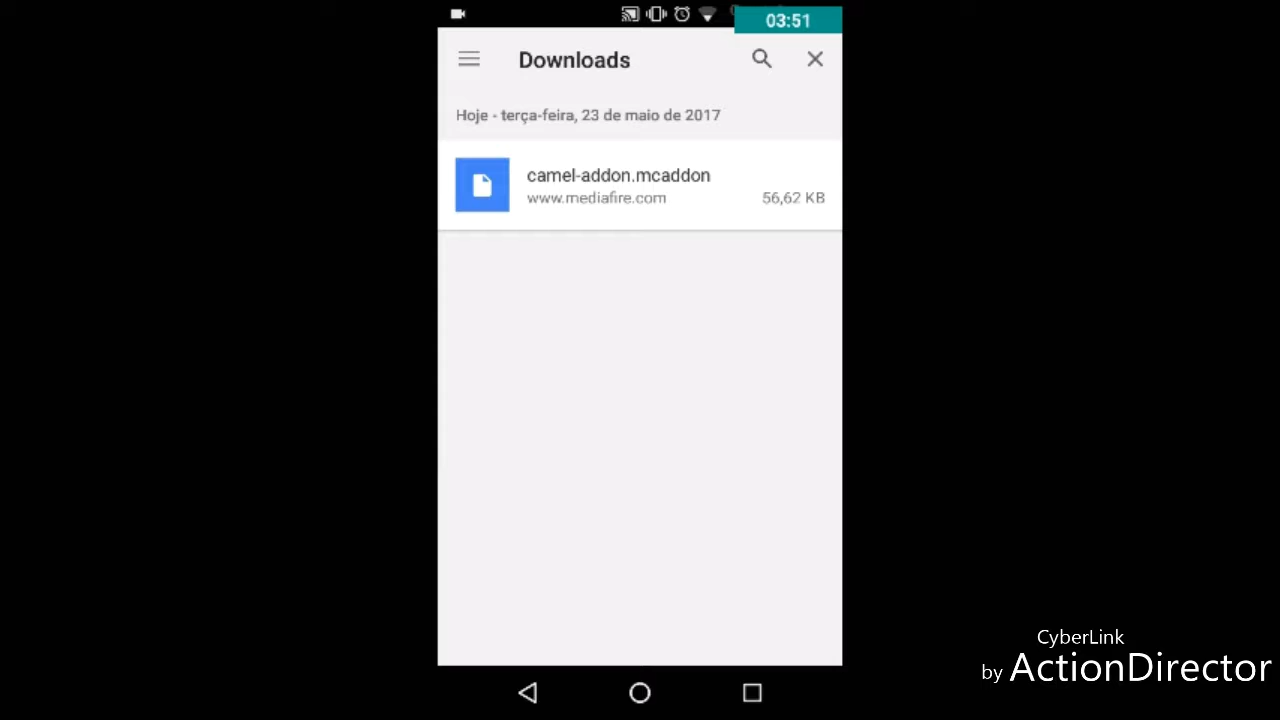 03:51
Downloads
Hoje - terça-feira, 23 de maio de 2017
camel-addon.mcaddon
www.mediafire.com
56,62 KB
CyberLink
by ActionDirector